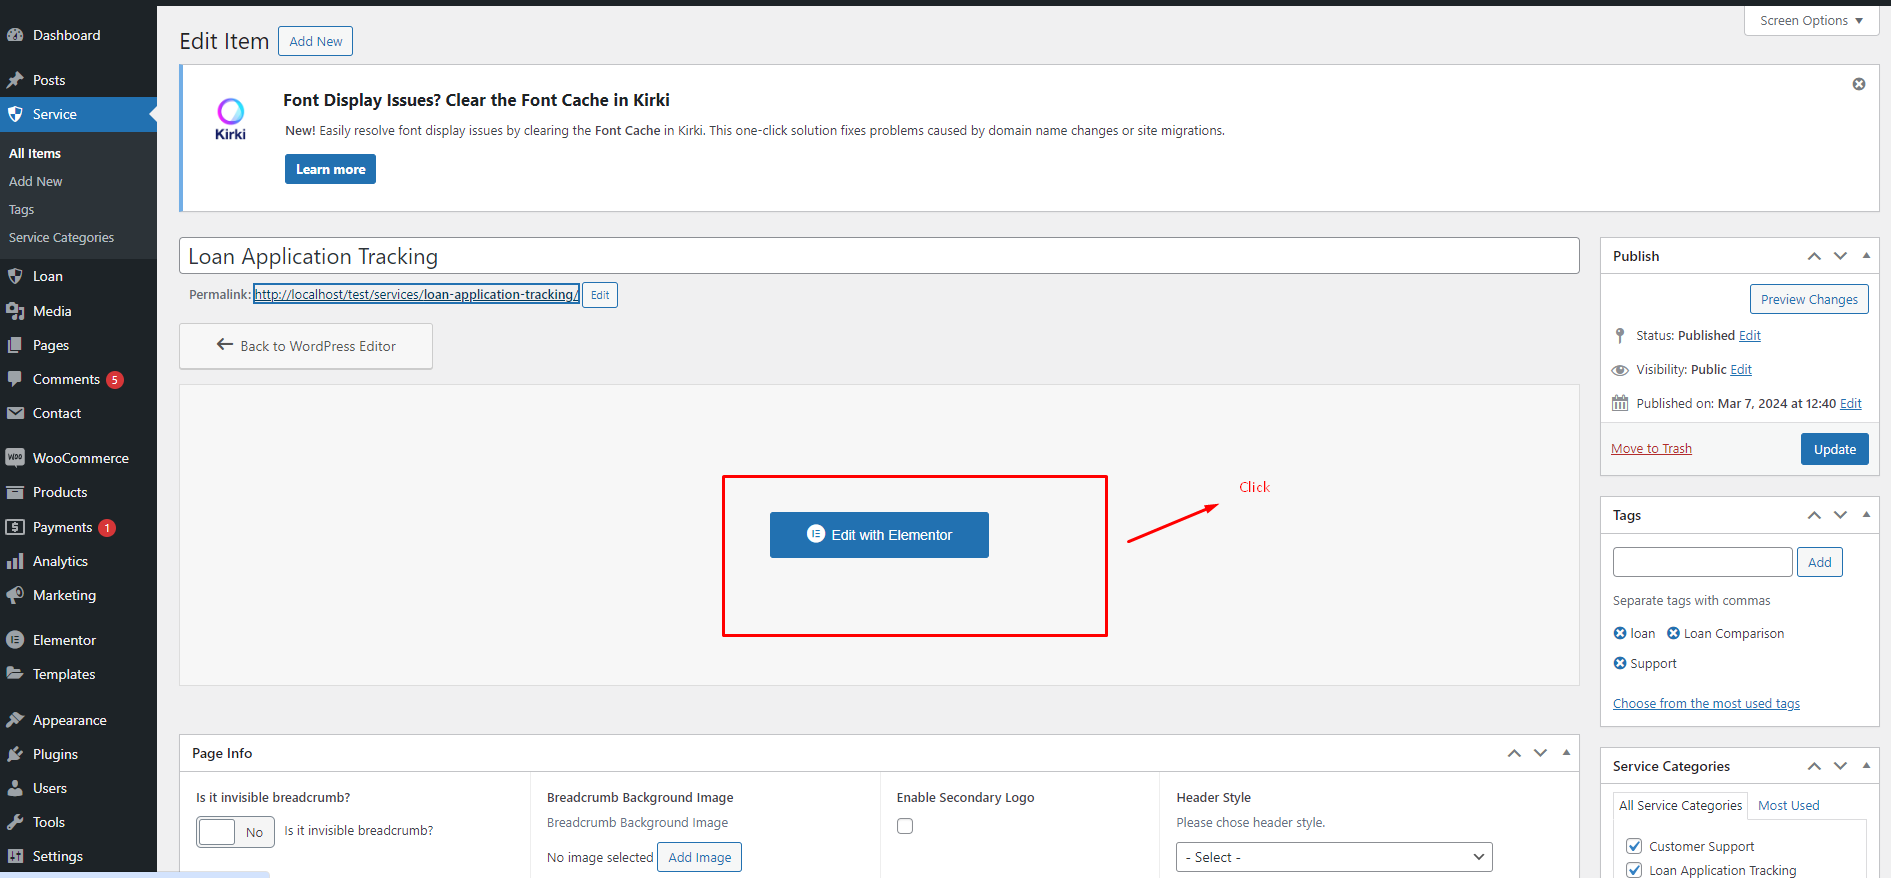 Screen Options
Dashboard
Posts
Service
All Items
Add New
Tags
Service Categories
Loan
Media
Pages
Comments 5
Contact
WooCommerce
Products
Payments 1
Analytics
Marketing
Elementor
Templates
Appearance
Plugins
Users
Tools
Settings
Edit Item Add New
Kirki
Font Display Issues? Clear the Font Cache in Kirki
New! Easily resolve font display issues by clearing the Font Cache in Kirki. This one-click solution fixes problems caused by domain name changes or site migrations.
Learn more
Loan Application Tracking
Permalink: http://localhost/test/services/loan-application-tracking/ Edit
Back to WordPress Editor
Edit with Elementor
Click
Page Info
Is it invisible breadcrumb?
No Is it invisible breadcrumb?
Breadcrumb Background Image
Breadcrumb Background Image
No image selected Add Image
Enable Secondary Logo
Header Style
Please chose header style.
- Select -
Publish
Preview Changes
Status: Published Edit
Visibility: Public Edit
Published on: Mar 7, 2024 at 12:40 Edit
Move to Trash Update
Tags
Add
Separate tags with commas
loan Loan Comparison
Support
Choose from the most used tags
Service Categories
All Service Categories Most Used
Customer Support
Loan Application Tracking